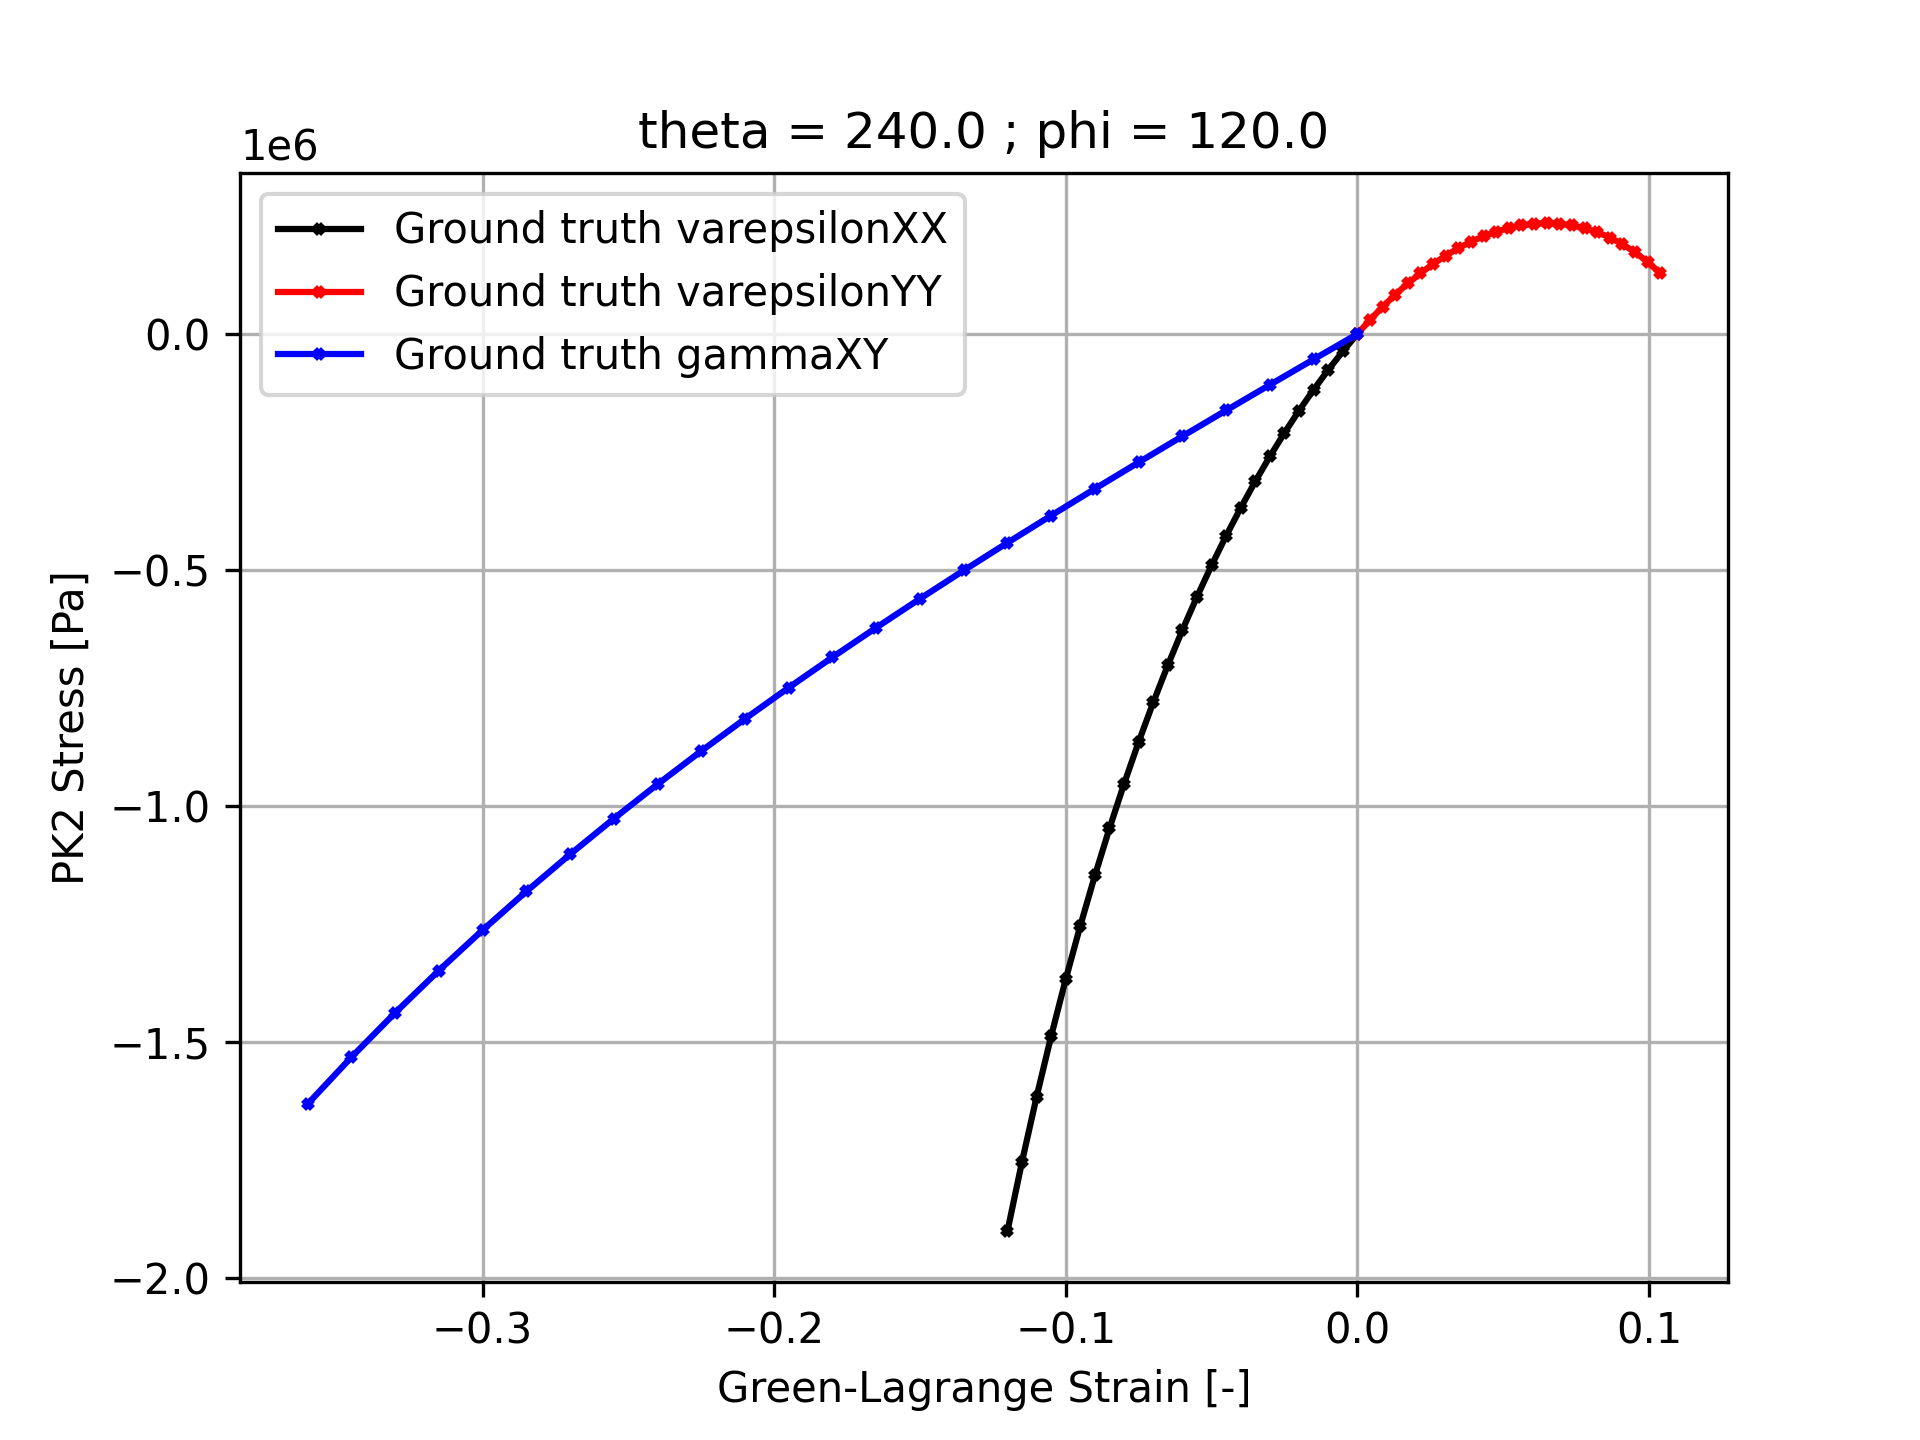 theta = 240.0 ; phi = 120.0
1e6
Ground truth varepsilonXX
Ground truth varepsilonYY
Ground truth gammaXY
0.0
−0.5
−1.0
−1.5
−2.0
PK2 Stress [Pa]
−0.3
−0.2
−0.1
0.0
0.1
Green-Lagrange Strain [-]